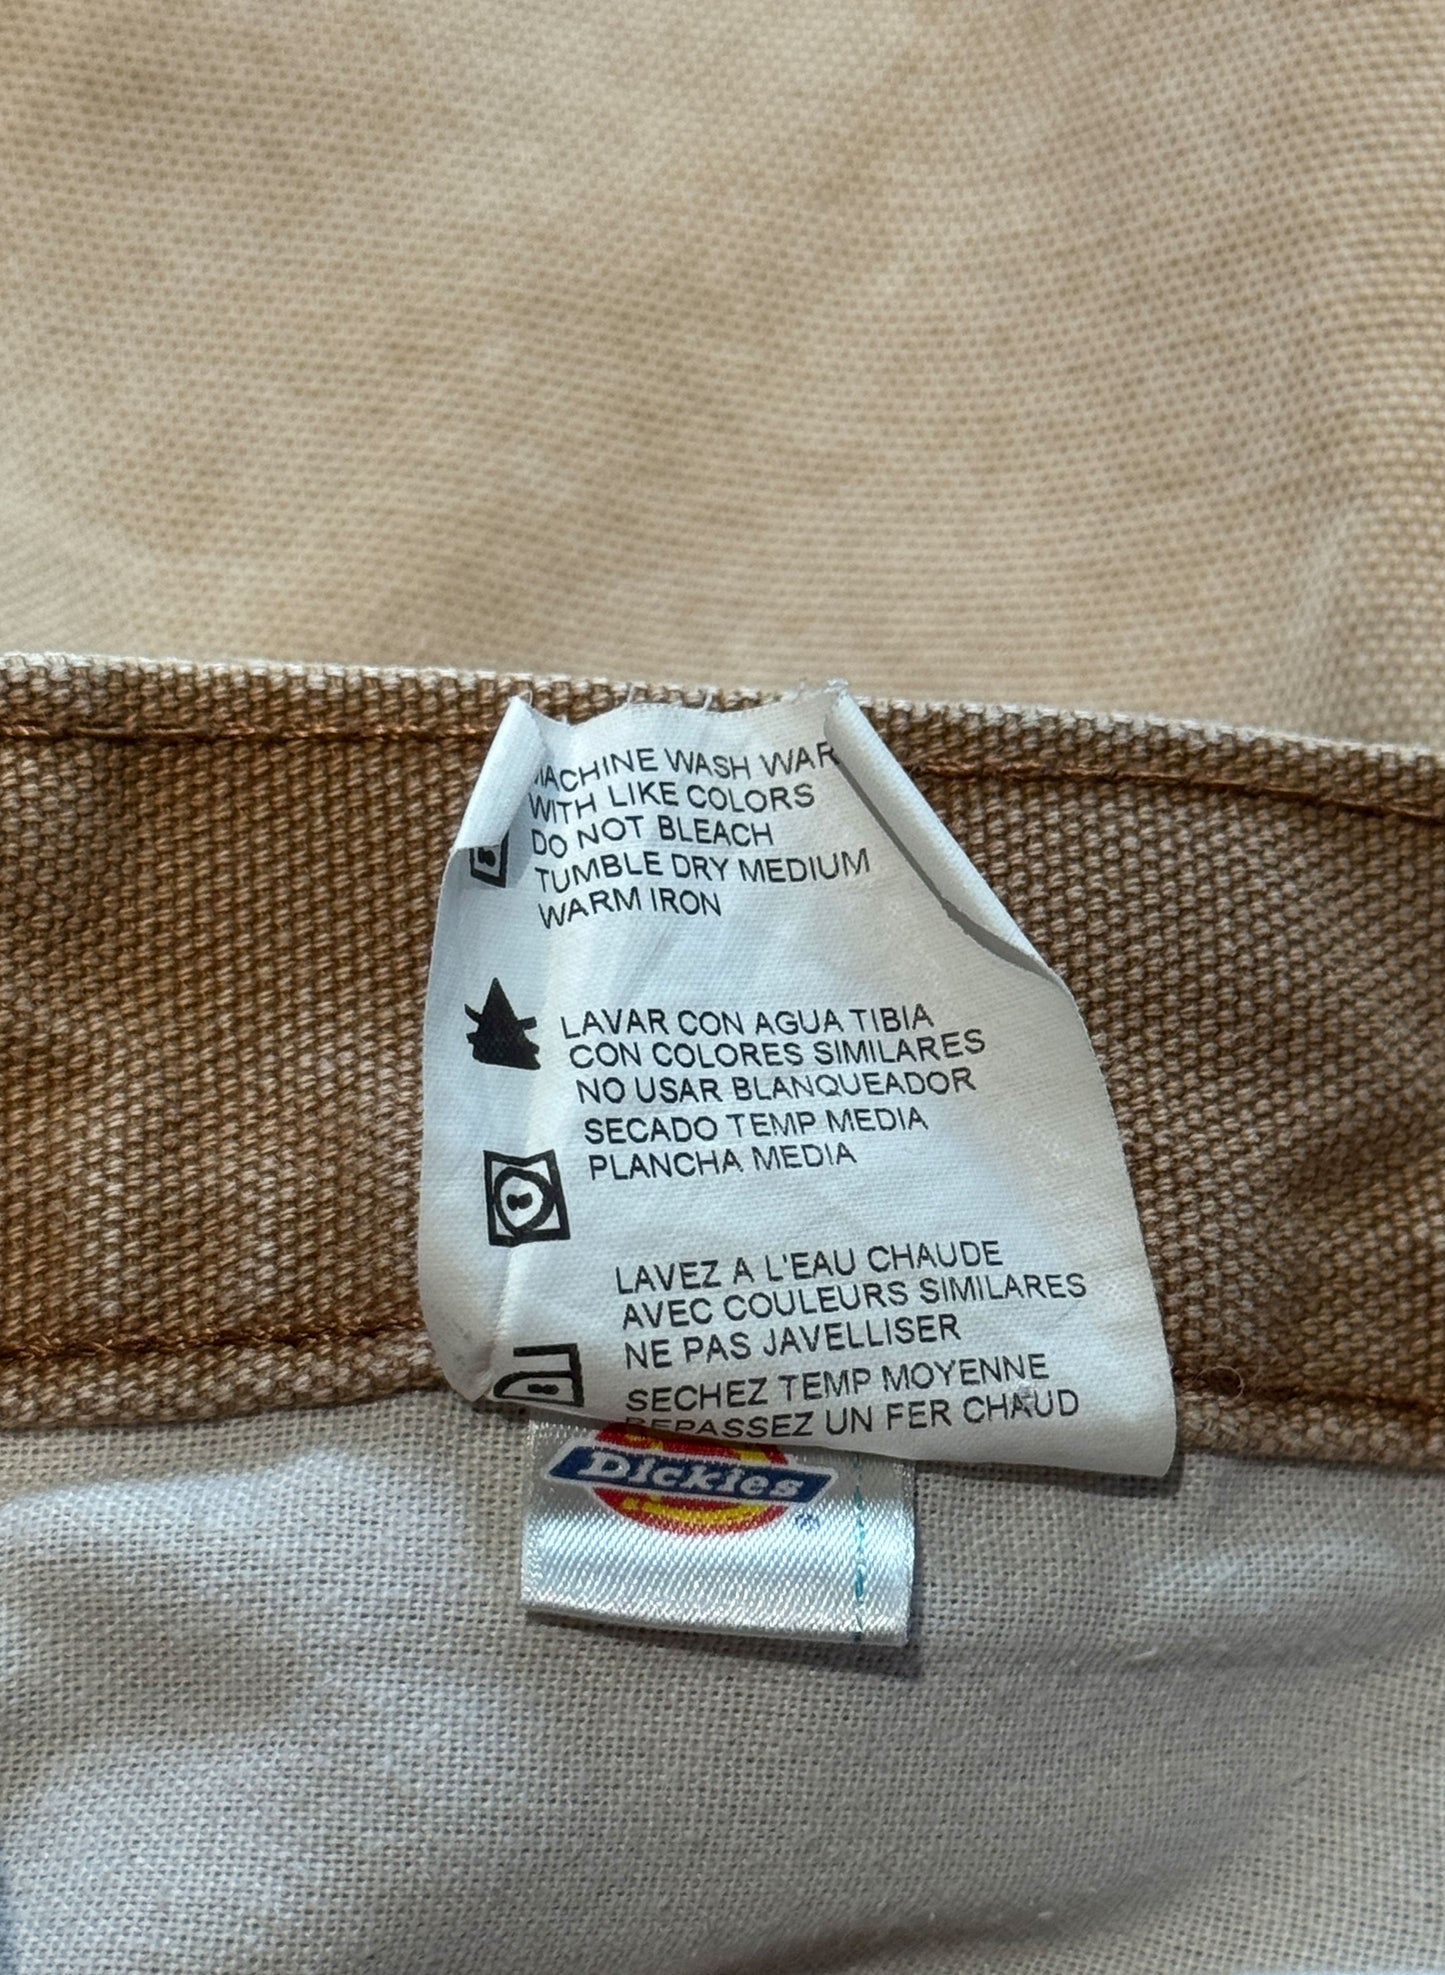 MACHINE WASH WAR
WITH LIKE COLORS
DO NOT BLEACH
TUMBLE DRY MEDIUM
WARM IRON
LAVAR CON AGUA TIBIA
CON COLORES SIMILARES
NO USAR BLANQUEADOR
SECADO TEMP MEDIA
PLANCHA MEDIA
LAVEZ A L'EAU CHAUDE
AVEC COULEURS SIMILARES
NE PAS JAVELLISER
SECHEZ TEMP MOYENNE
REPASSEZ UN FER CHAUD
Dickies®